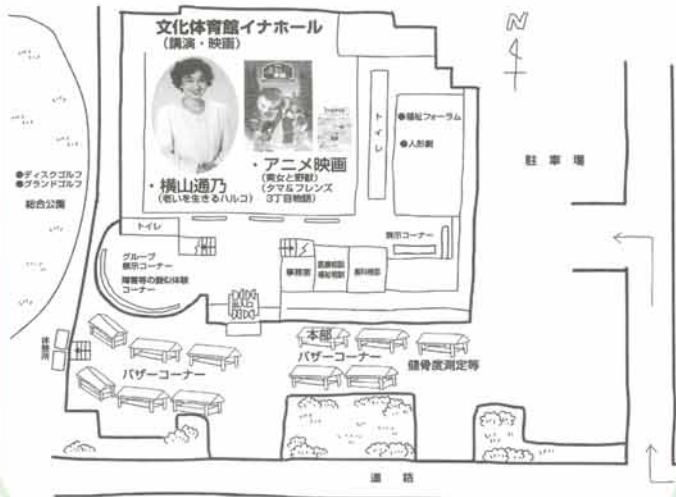 文化体育館イナホール
（講演・映画）
N
・横山通乃
（老いを生きるハルコ）
・アニメ映画
（美女と野獣）
（タマ＆フレンズ
3丁目物語）
トイレ
●福祉フォーラム
●人形劇
駐車場
●ディスクゴルフ
●グランドゴルフ
総合公園
トイレ
グループ
展示コーナー
障害等の疑似体験
コーナー
展示コーナー
事務室
医療相談
福祉相談
歯科相談
休憩所
本部
バザーコーナー
バザーコーナー
健骨度測定等
道路